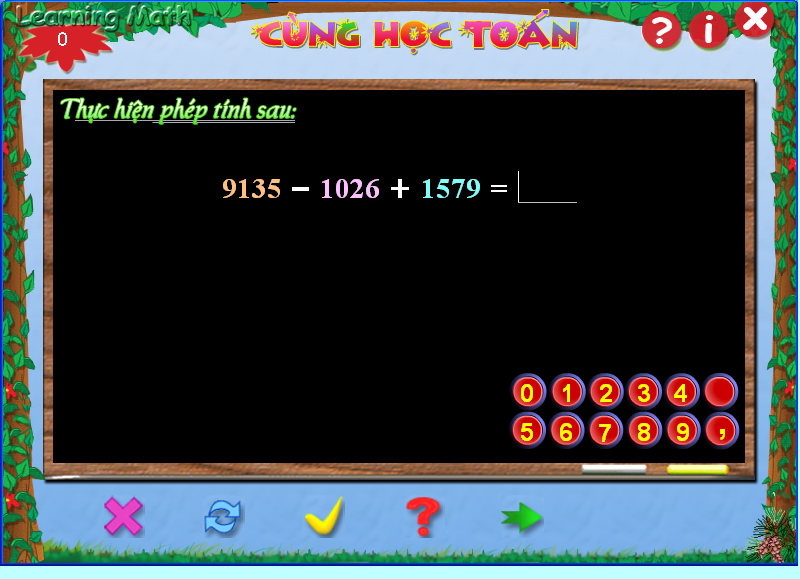 Learning Math
0
CÙNG HỌC TOÁN
? i X
Thực hiện phép tính sau:
9135 − 1026 + 1579 =
0 1 2 3 4
5 6 7 8 9 ,
?